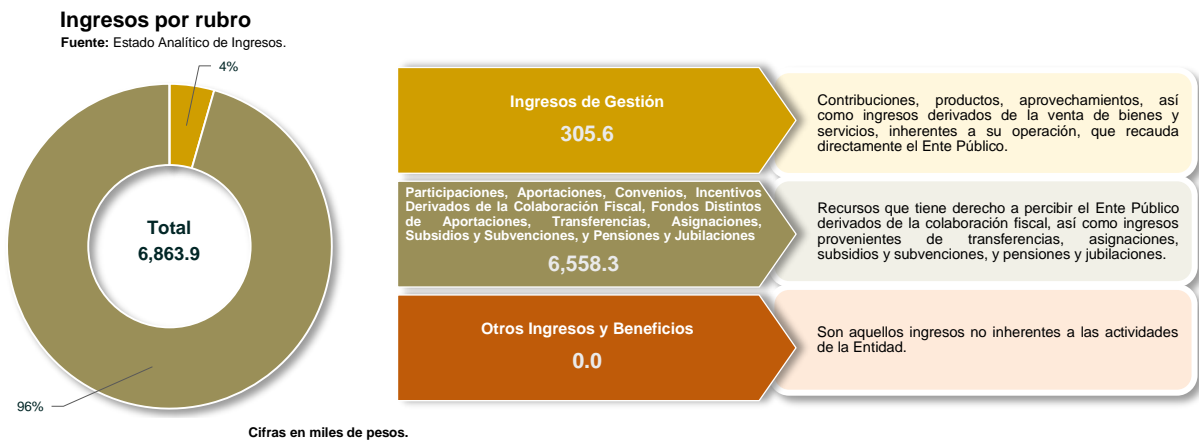 Ingresos por rubro
Fuente: Estado Analítico de Ingresos.
4%
Total
6,863.9
96%
Ingresos de Gestión
305.6
Contribuciones, productos, aprovechamientos, así
como ingresos derivados de la venta de bienes y
servicios, inherentes a su operación, que recauda
directamente el Ente Público.
Participaciones, Aportaciones, Convenios, Incentivos
Derivados de la Colaboración Fiscal, Fondos Distintos
de Aportaciones, Transferencias, Asignaciones,
Subsidios y Subvenciones, y Pensiones y Jubilaciones
6,558.3
Recursos que tiene derecho a percibir el Ente Público
derivados de la colaboración fiscal, así como ingresos
provenientes de transferencias, asignaciones,
subsidios y subvenciones, y pensiones y jubilaciones.
Otros Ingresos y Beneficios
0.0
Son aquellos ingresos no inherentes a las actividades
de la Entidad.
Cifras en miles de pesos.